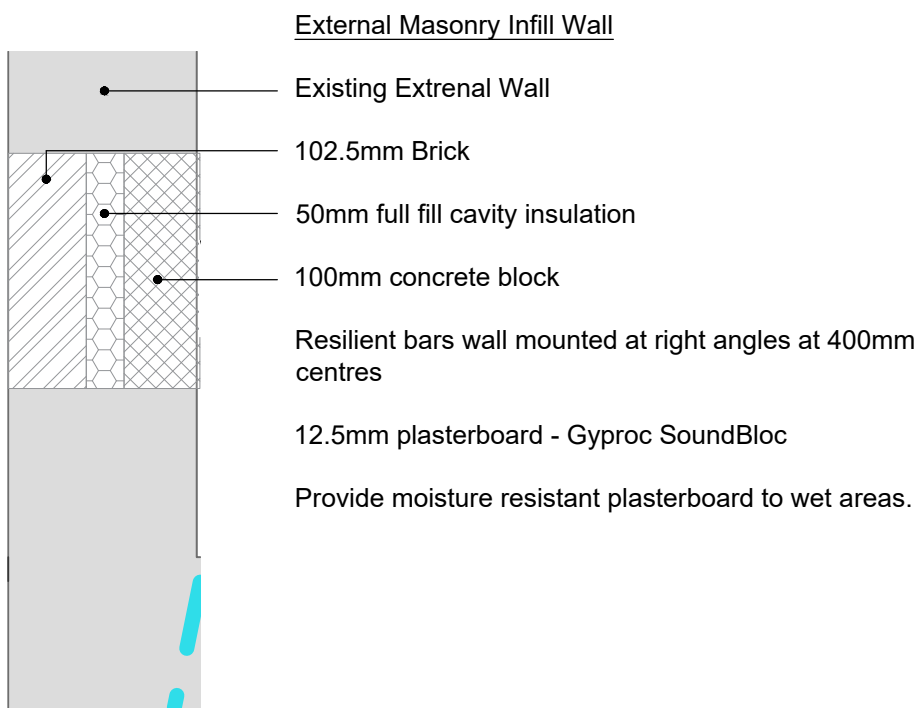 External Masonry Infill Wall
Existing Extrenal Wall
102.5mm Brick
50mm full fill cavity insulation
100mm concrete block
Resilient bars wall mounted at right angles at 400mm
centres
12.5mm plasterboard - Gyproc SoundBloc
Provide moisture resistant plasterboard to wet areas.